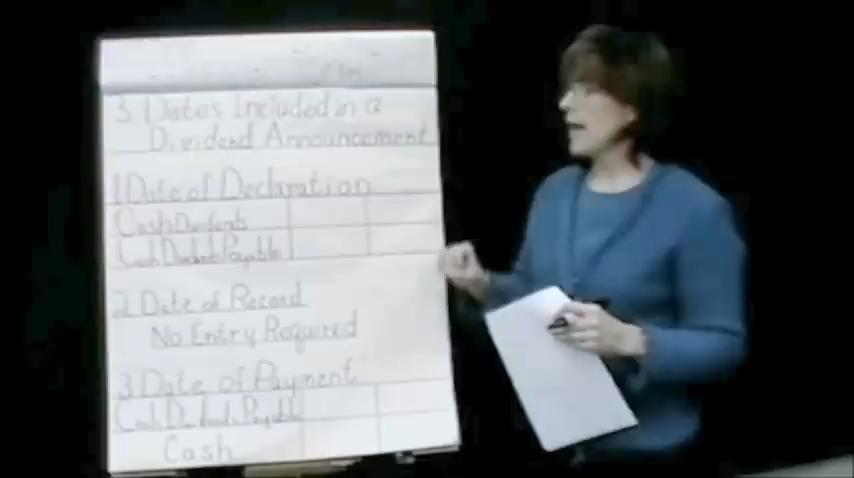 3 Dates Included in a
Dividend Announcement
1 Date of Declaration
Cash Dividends
Cash Dividends Payable
2 Date of Record
No Entry Required
3 Date of Payment
Cash Dividends Payable
Cash